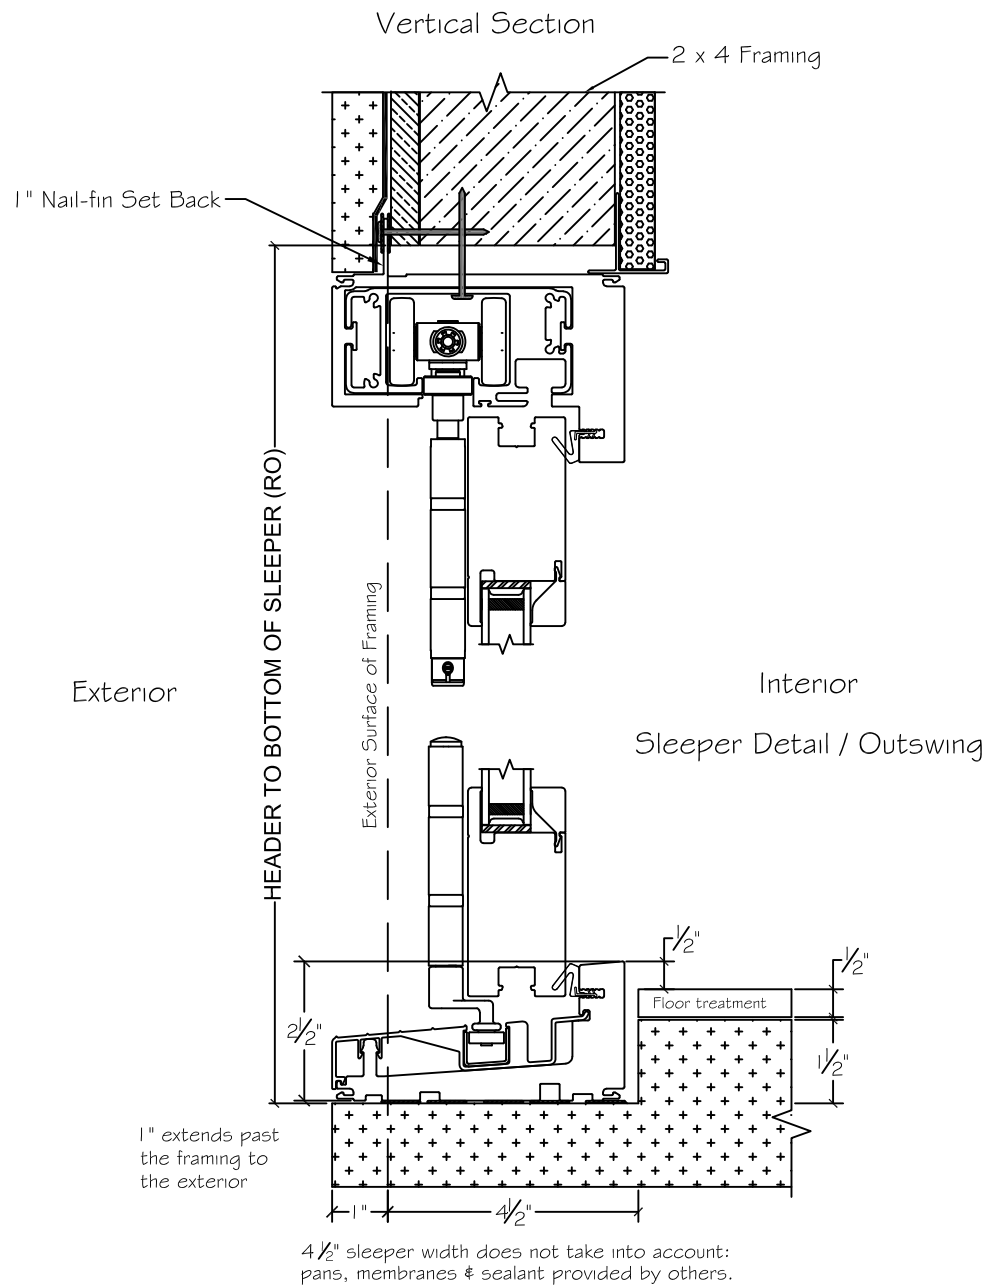 Vertical Section
2 x 4 Framing
1" Nail-fin Set Back
HEADER TO BOTTOM OF SLEEPER (RO)
Exterior Surface of Framing
Exterior
Interior
Sleeper Detail / Outswing
1/2"
1/2"
Floor treatment
2 1/2"
1 1/2"
1" extends past
the framing to
the exterior
1"
4 1/2"
4 1/2" sleeper width does not take into account:
pans, membranes & sealant provided by others.